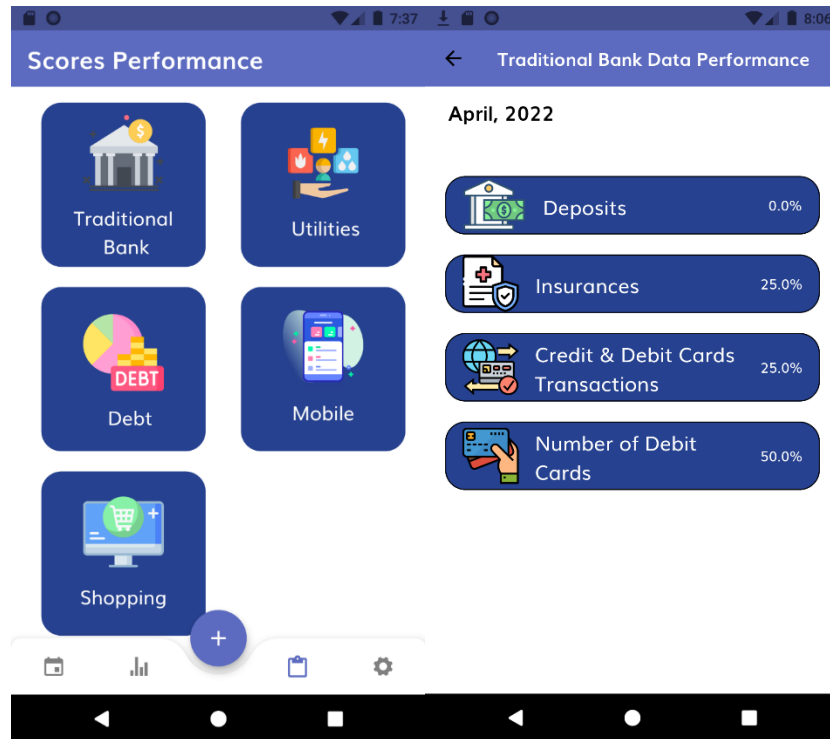 7:37
Scores Performance
Traditional
Bank
Utilities
DEBT
Debt
Mobile
Shopping
+
8:06
Traditional Bank Data Performance
April, 2022
Deposits
0.0%
Insurances
25.0%
Credit & Debit Cards
Transactions
25.0%
Number of Debit
Cards
50.0%